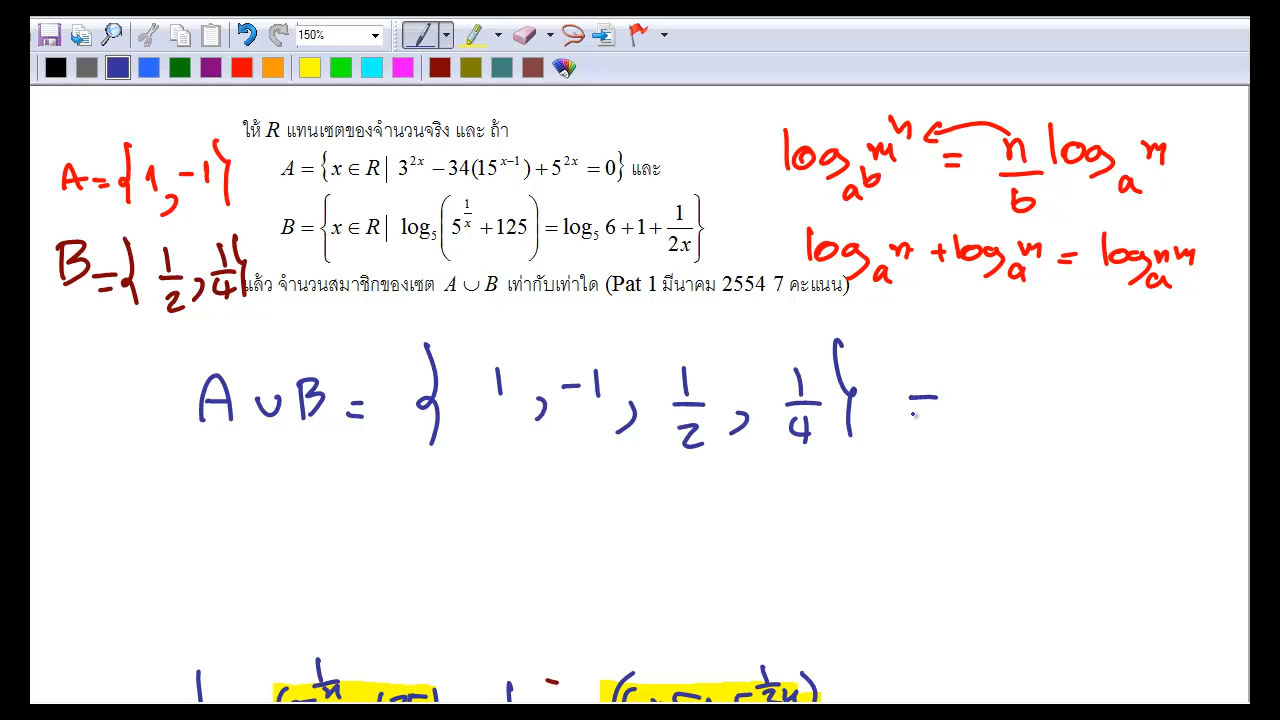 150%
ให้ R แทนเซตของจำนวนจริง และ ถ้า
A = {x ∈ R | 3^{2x} − 34(15^{x−1}) + 5^{2x} = 0} และ
B = {x ∈ R | log₅(5^{1/x} + 125) = log₅ 6 + 1 + 1/(2x)}
แล้ว จำนวนสมาชิกของเซต A ∪ B เท่ากับเท่าใด (Pat 1 มีนาคม 2554 7 คะแนน)
A = {1, -1}
B = {1/2, 1/4}
log_{a^b} m^n = n/b log_a m
log_a n + log_a m = log_a nm
A ∪ B = { 1, -1, 1/2, 1/4 } =